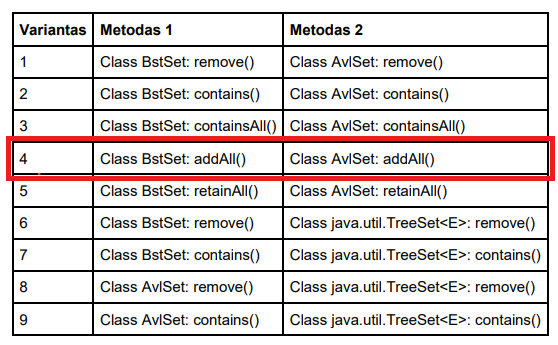 Variantas Metodas 1 Metodas 2
1 Class BstSet: remove() Class AvlSet: remove()
2 Class BstSet: contains() Class AvlSet: contains()
3 Class BstSet: containsAll() Class AvlSet: containsAll()
4 Class BstSet: addAll() Class AvlSet: addAll()
5 Class BstSet: retainAll() Class AvlSet: retainAll()
6 Class BstSet: remove() Class java.util.TreeSet<E>: remove()
7 Class BstSet: contains() Class java.util.TreeSet<E>: contains()
8 Class AvlSet: remove() Class java.util.TreeSet<E>: remove()
9 Class AvlSet: contains() Class java.util.TreeSet<E>: contains()